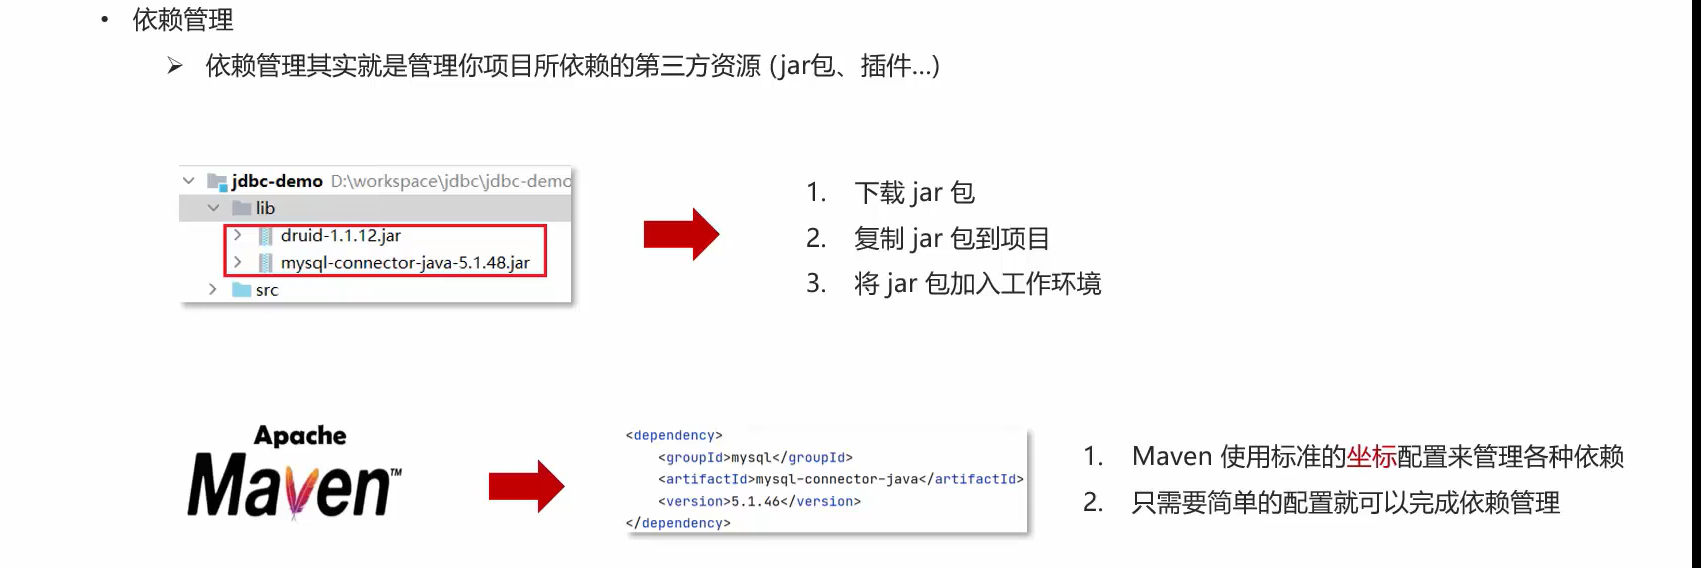 • 依赖管理
➢ 依赖管理其实就是管理你项目所依赖的第三方资源 (jar包、插件...)
jdbc-demo D:\workspace\jdbc\jdbc-demo
lib
druid-1.1.12.jar
mysql-connector-java-5.1.48.jar
src
1. 下载 jar 包
2. 复制 jar 包到项目
3. 将 jar 包加入工作环境
Apache
Maven™
<dependency>
<groupId>mysql</groupId>
<artifactId>mysql-connector-java</artifactId>
<version>5.1.46</version>
</dependency>
1. Maven 使用标准的坐标配置来管理各种依赖
2. 只需要简单的配置就可以完成依赖管理